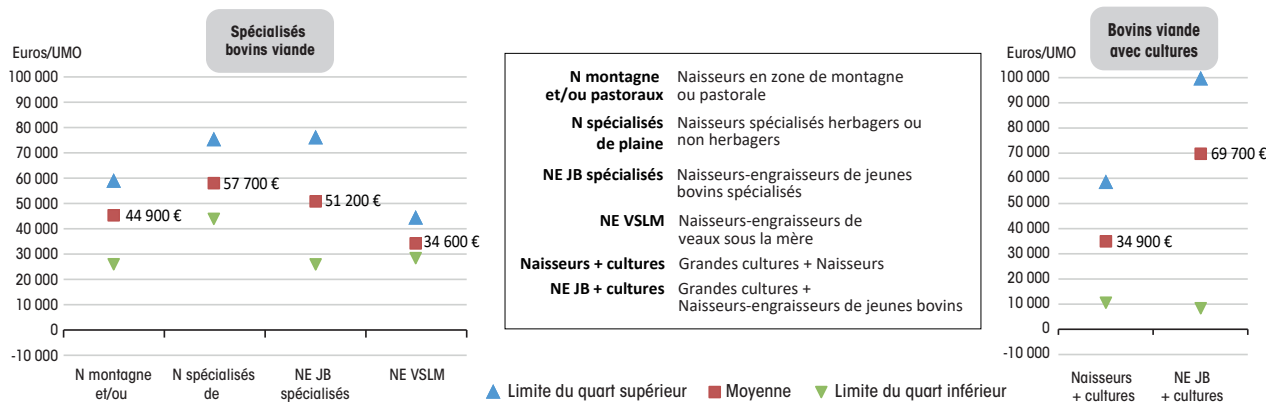 Spécialisés
bovins viande
Euros/UMO
100 000
90 000
80 000
70 000
60 000
50 000
40 000
30 000
20 000
10 000
0
-10 000
44 900 €
57 700 €
51 200 €
34 600 €
N montagne
et/ou
N spécialisés
de
NE JB
spécialisés
NE VSLM
N montagne Naisseurs en zone de montagne
et/ou pastoraux ou pastorale
N spécialisés Naisseurs spécialisés herbagers ou
de plaine non herbagers
NE JB spécialisés Naisseurs-engraisseurs de jeunes
bovins spécialisés
NE VSLM Naisseurs-engraisseurs de
veaux sous la mère
Naisseurs + cultures Grandes cultures + Naisseurs
NE JB + cultures Grandes cultures +
Naisseurs-engraisseurs de jeunes bovins
Bovins viande
avec cultures
Euros/UMO
100 000
90 000
80 000
70 000
60 000
50 000
40 000
30 000
20 000
10 000
0
-10 000
34 900 €
69 700 €
Naisseurs
+ cultures
NE JB
+ cultures
Limite du quart supérieur Moyenne Limite du quart inférieur